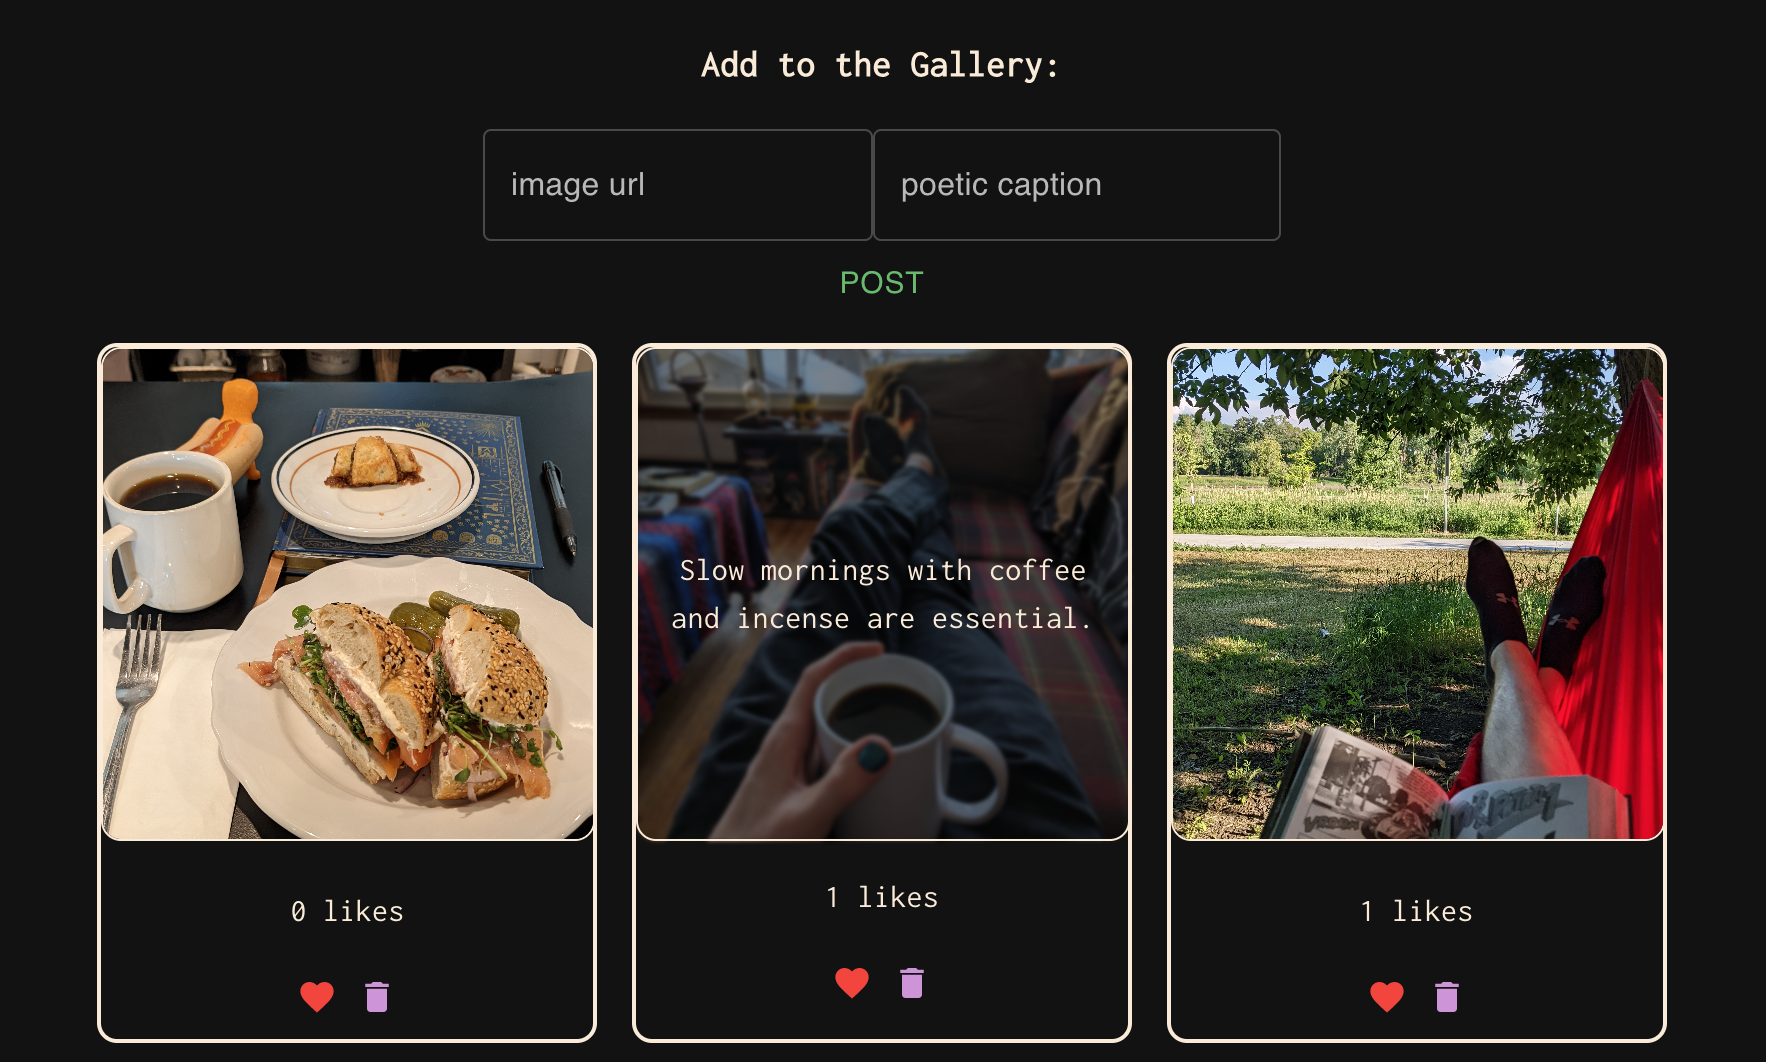 Add to the Gallery:
image url
poetic caption
POST
Slow mornings with coffee
and incense are essential.
0 likes
1 likes
1 likes